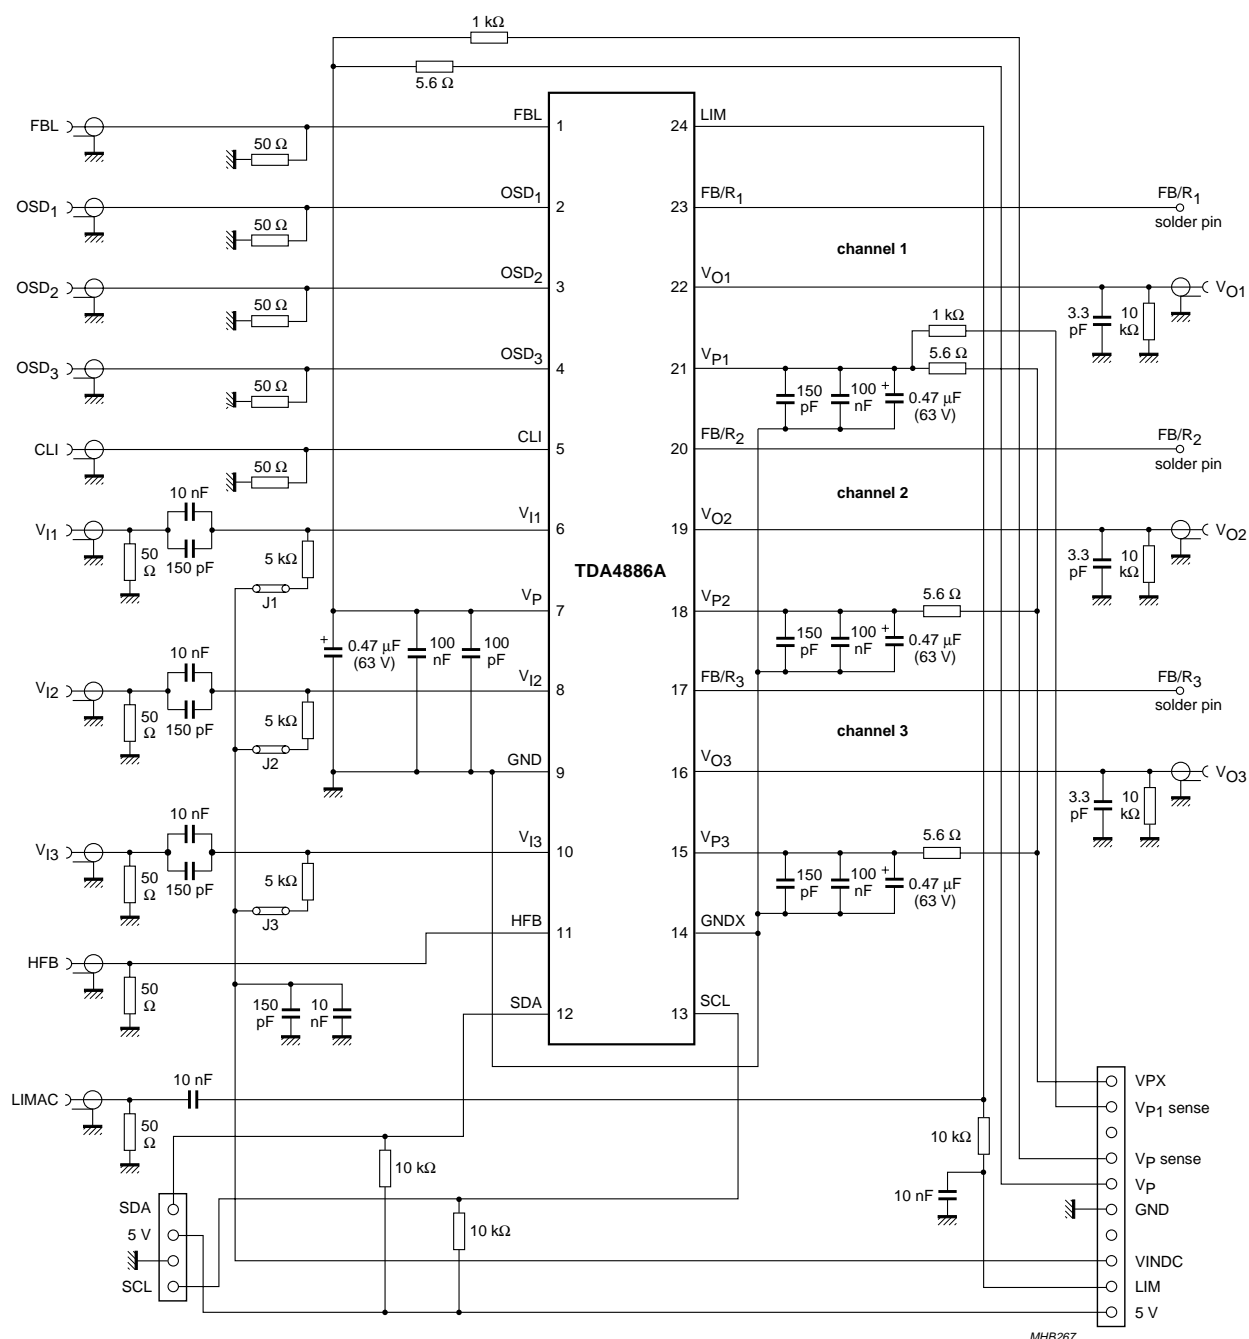 1 kΩ
5.6 Ω
FBL
50 Ω
FBL
1
24
LIM
OSD1
50 Ω
OSD1
2
23
FB/R1
FB/R1
solder pin
channel 1
OSD2
50 Ω
OSD2
3
22
VO1
3.3 pF
10 kΩ
VO1
1 kΩ
OSD3
50 Ω
OSD3
4
21
VP1
5.6 Ω
150 pF
100 nF
+
0.47 μF
(63 V)
CLI
50 Ω
CLI
5
20
FB/R2
FB/R2
solder pin
channel 2
10 nF
VI1
50 Ω
150 pF
5 kΩ
J1
VI1
6
19
VO2
3.3 pF
10 kΩ
VO2
TDA4886A
VP
7
18
VP2
5.6 Ω
+
0.47 μF
(63 V)
100 nF
100 pF
150 pF
100 nF
+
0.47 μF
(63 V)
10 nF
VI2
50 Ω
150 pF
5 kΩ
J2
VI2
8
17
FB/R3
FB/R3
solder pin
channel 3
GND
9
16
VO3
3.3 pF
10 kΩ
VO3
10 nF
VI3
50 Ω
150 pF
5 kΩ
J3
VI3
10
15
VP3
5.6 Ω
150 pF
100 nF
+
0.47 μF
(63 V)
HFB
50 Ω
HFB
11
14
GNDX
150 pF
10 nF
SDA
12
13
SCL
LIMAC
50 Ω
10 nF
10 kΩ
10 kΩ
10 kΩ
10 nF
SDA
5 V
SCL
VPX
VP1 sense
VP sense
VP
GND
VINDC
LIM
5 V
MHB267